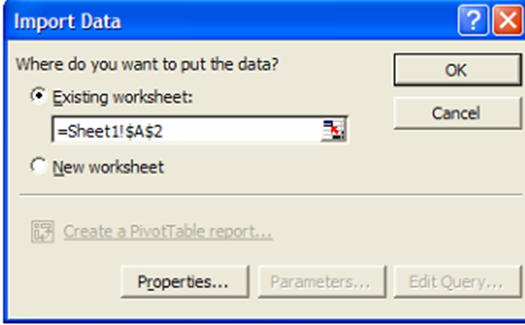 Import Data
Where do you want to put the data?
OK
Existing worksheet:
Cancel
=Sheet1!$A$2
New worksheet
Create a PivotTable report...
Properties...
Parameters...
Edit Query...